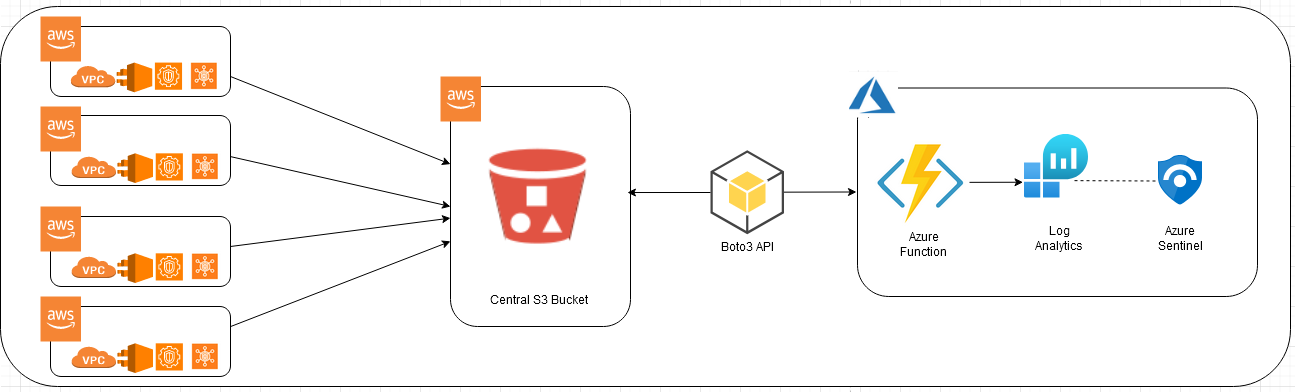 aws
VPC
aws
VPC
aws
VPC
aws
VPC
aws
Central S3 Bucket
Boto3 API
Azure
Function
Log
Analytics
Azure
Sentinel